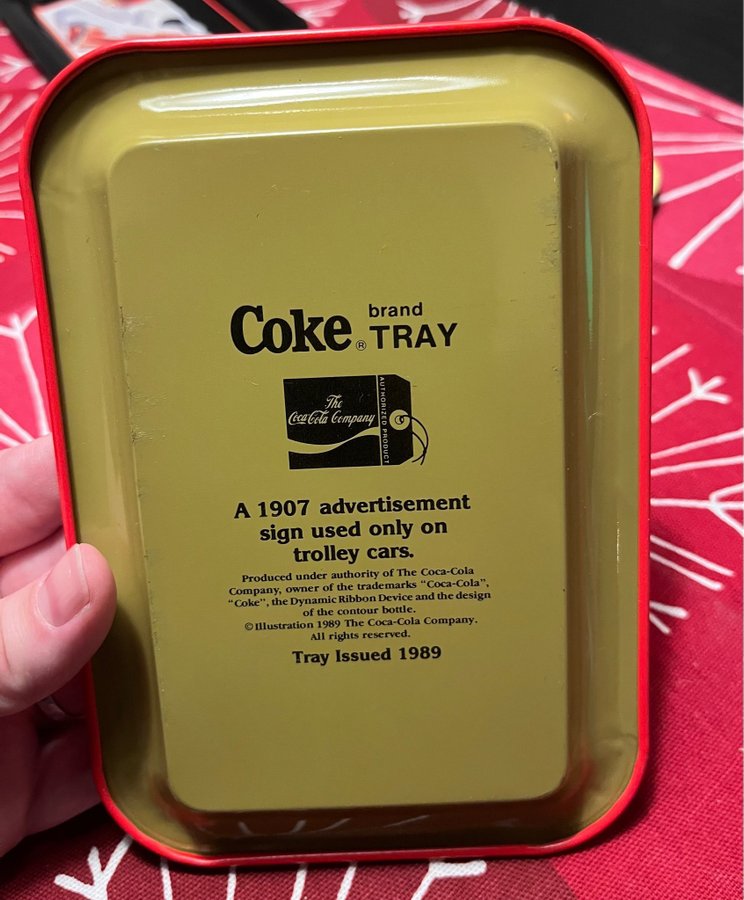 Coke® brand TRAY
The
Coca-Cola Company
AUTHORIZED PRODUCT
A 1907 advertisement
sign used only on
trolley cars.
Produced under authority of The Coca-Cola
Company, owner of the trademarks “Coca-Cola”,
“Coke”, the Dynamic Ribbon Device and the design
of the contour bottle.
©Illustration 1989 The Coca-Cola Company.
All rights reserved.
Tray Issued 1989